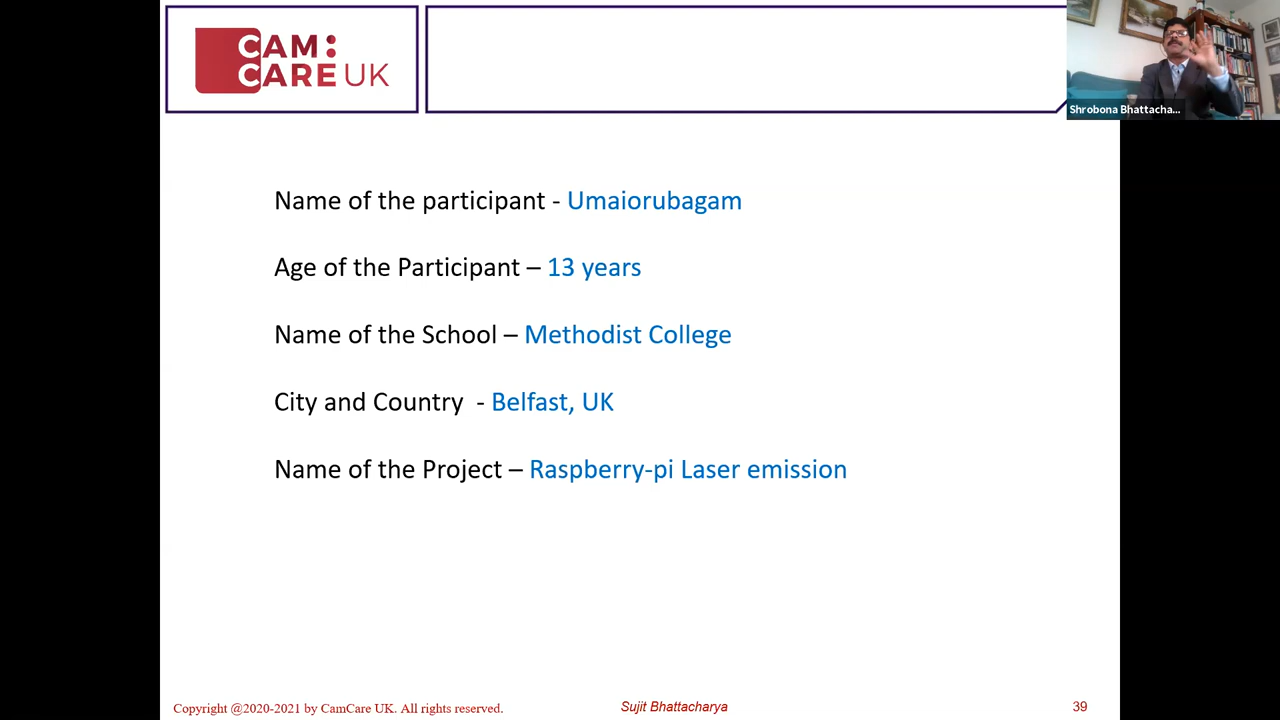 CAM:
CARE UK
Shrobona Bhattacha...
Name of the participant - Umaiorubagam
Age of the Participant – 13 years
Name of the School – Methodist College
City and Country - Belfast, UK
Name of the Project – Raspberry-pi Laser emission
Copyright @2020-2021 by CamCare UK. All rights reserved.
Sujit Bhattacharya
39